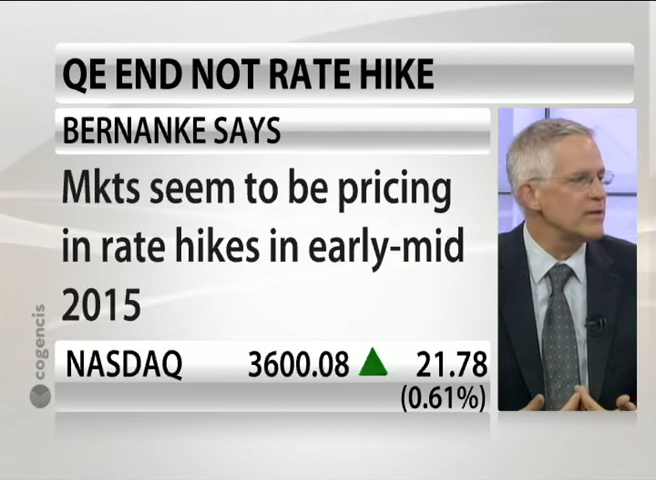 QE END NOT RATE HIKE
BERNANKE SAYS
Mkts seem to be pricing
in rate hikes in early-mid
2015
NASDAQ 3600.08 21.78
(0.61%)
cogencis